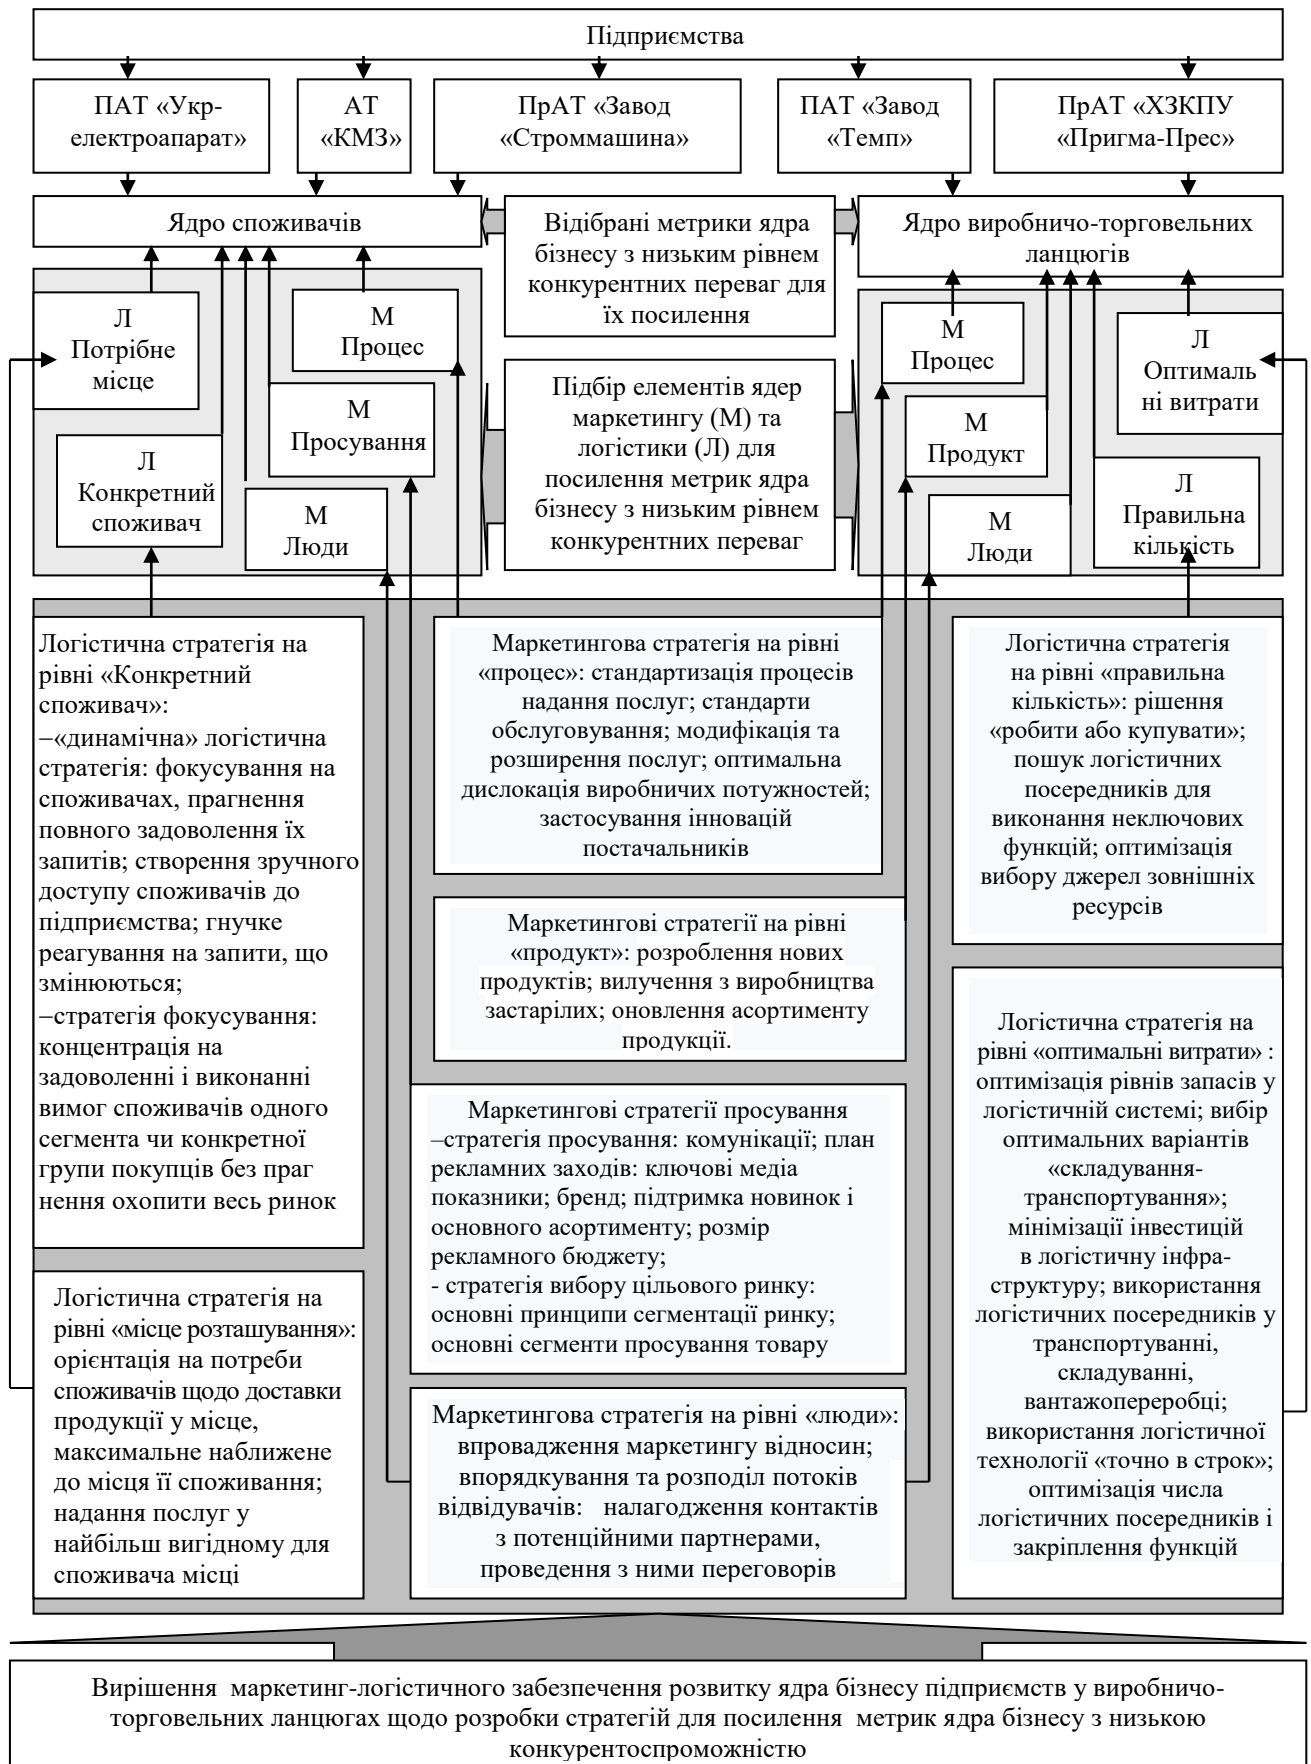 Підприємства
ПАТ «Укр-
електроапарат»
АТ
«КМЗ»
ПрАТ «Завод
«Строммашина»
ПАТ «Завод
«Темп»
ПрАТ «ХЗКПУ
«Пригма-Прес»
Ядро споживачів
Відібрані метрики ядра
бізнесу з низьким рівнем
конкурентних переваг для
їх посилення
Ядро виробничо-торговельних
ланцюгів
Л
Потрібне
місце
М
Процес
М
Просування
Л
Конкретний
споживач
М
Люди
Підбір елементів ядер
маркетингу (М) та
логістики (Л) для
посилення метрик ядра
бізнесу з низьким рівнем
конкурентних переваг
М
Процес
Л
Оптималь
ні витрати
М
Продукт
Л
Правильна
кількість
М
Люди
Логістична стратегія на
рівні «Конкретний
споживач»:
–«динамічна» логістична
стратегія: фокусування на
споживачах, прагнення
повного задоволення їх
запитів; створення зручного
доступу споживачів до
підприємства; гнучке
реагування на запити, що
змінюються;
–стратегія фокусування:
концентрація на
задоволенні і виконанні
вимог споживачів одного
сегмента чи конкретної
групи покупців без праг
нення охопити весь ринок
Логістична стратегія на
рівні «місце розташування»:
орієнтація на потреби
споживачів щодо доставки
продукції у місце,
максимальне наближене
до місця її споживання;
надання послуг у
найбільш вигідному для
споживача місці
Маркетингова стратегія на рівні
«процес»: стандартизація процесів
надання послуг; стандарти
обслуговування; модифікація та
розширення послуг; оптимальна
дислокація виробничих потужностей;
застосування інновацій
постачальників
Маркетингові стратегії на рівні
«продукт»: розроблення нових
продуктів; вилучення з виробництва
застарілих; оновлення асортименту
продукції.
Маркетингові стратегії просування
–стратегія просування: комунікації; план
рекламних заходів: ключові медіа
показники; бренд; підтримка новинок і
основного асортименту; розмір
рекламного бюджету;
- стратегія вибору цільового ринку:
основні принципи сегментації ринку;
основні сегменти просування товару
Маркетингова стратегія на рівні «люди»:
впровадження маркетингу відносин;
впорядкування та розподіл потоків
відвідувачів: налагодження контактів
з потенційними партнерами,
проведення з ними переговорів
Логістична стратегія
на рівні «правильна
кількість»: рішення
«робити або купувати»;
пошук логістичних
посередників для
виконання неключових
функцій; оптимізація
вибору джерел зовнішніх
ресурсів
Логістична стратегія на
рівні «оптимальні витрати» :
оптимізація рівнів запасів у
логістичній системі; вибір
оптимальних варіантів
«складування-
транспортування»;
мінімізації інвестицій
в логістичну інфра-
структуру; використання
логістичних посередників у
транспортуванні,
складуванні,
вантажопереробці;
використання логістичної
технології «точно в строк»;
оптимізація числа
логістичних посередників і
закріплення функцій
Вирішення маркетинг-логістичного забезпечення розвитку ядра бізнесу підприємств у виробничо-
торговельних ланцюгах щодо розробки стратегій для посилення метрик ядра бізнесу з низькою
конкурентоспроможністю